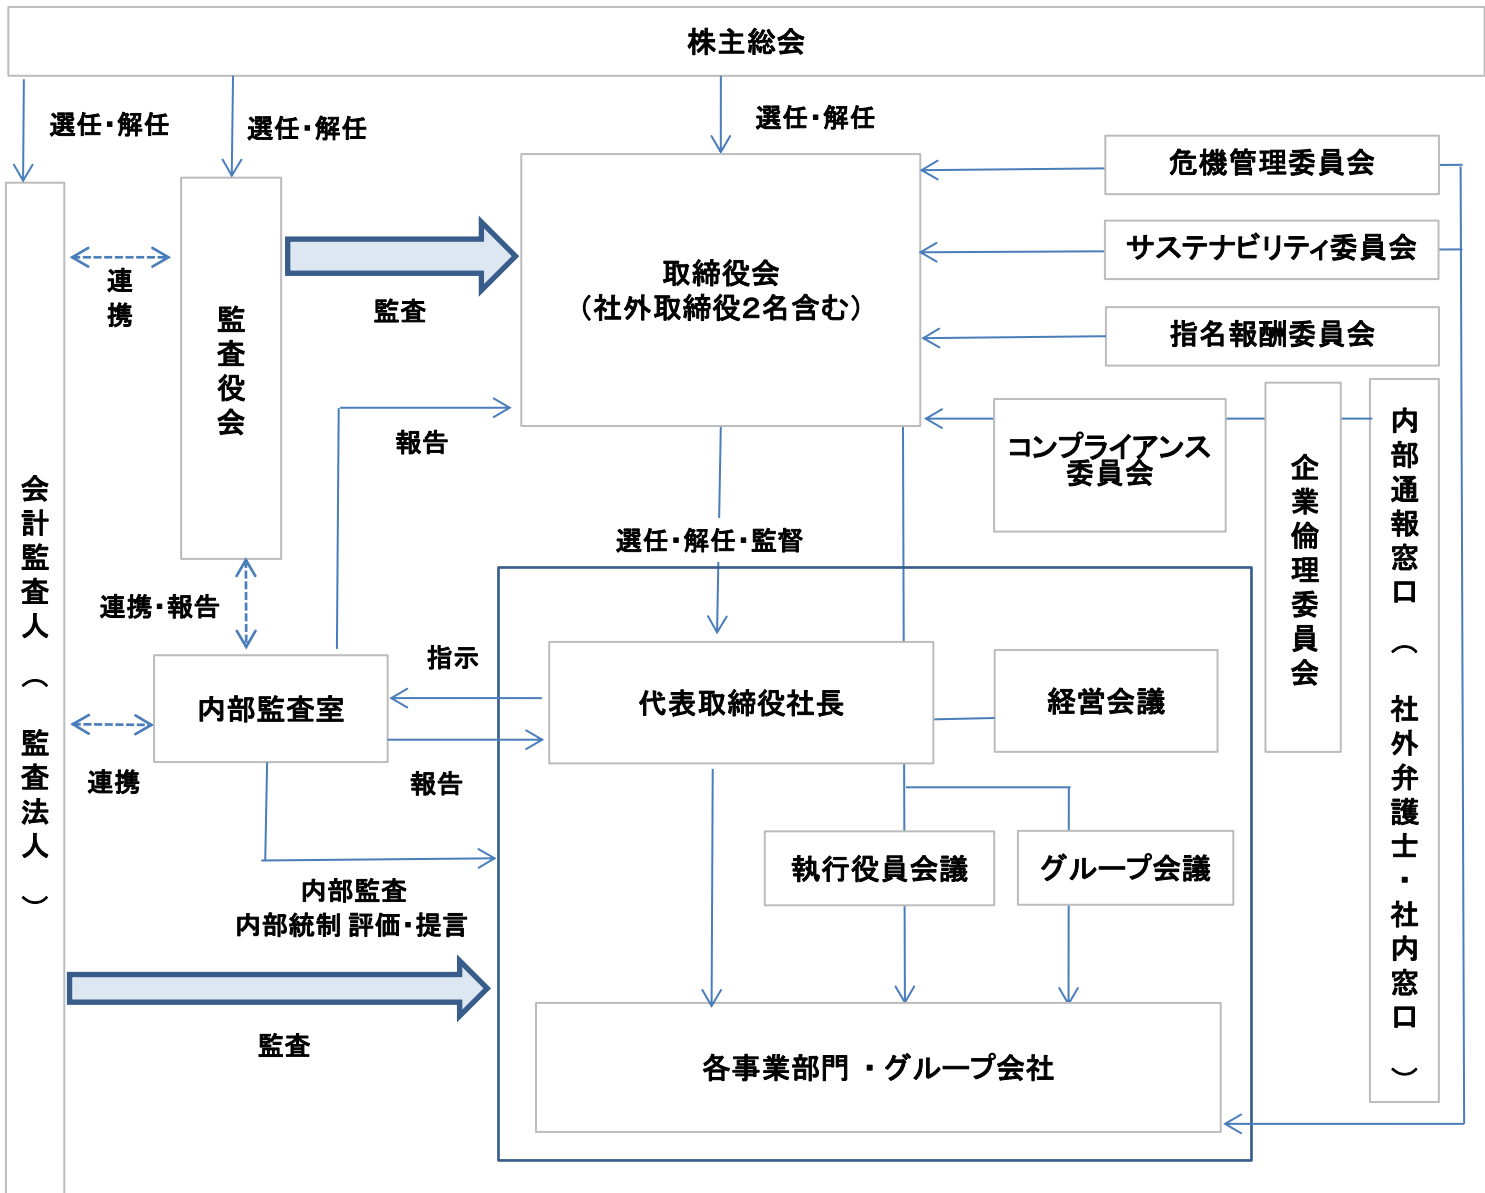 株主総会
選任・解任
選任・解任
選任・解任
危機管理委員会
サステナビリティ委員会
指名報酬委員会
取締役会
（社外取締役２名含む）
連
携
監査
監査役会
報告
コンプライアンス
委員会
企業倫理委員会
内部通報窓口（社外弁護士・社内窓口）
会計監査人（監査法人）
選任・解任・監督
連携・報告
指示
内部監査室
代表取締役社長
経営会議
連携
報告
執行役員会議
グループ会議
内部監査
内部統制 評価・提言
監査
各事業部門 ・グループ会社